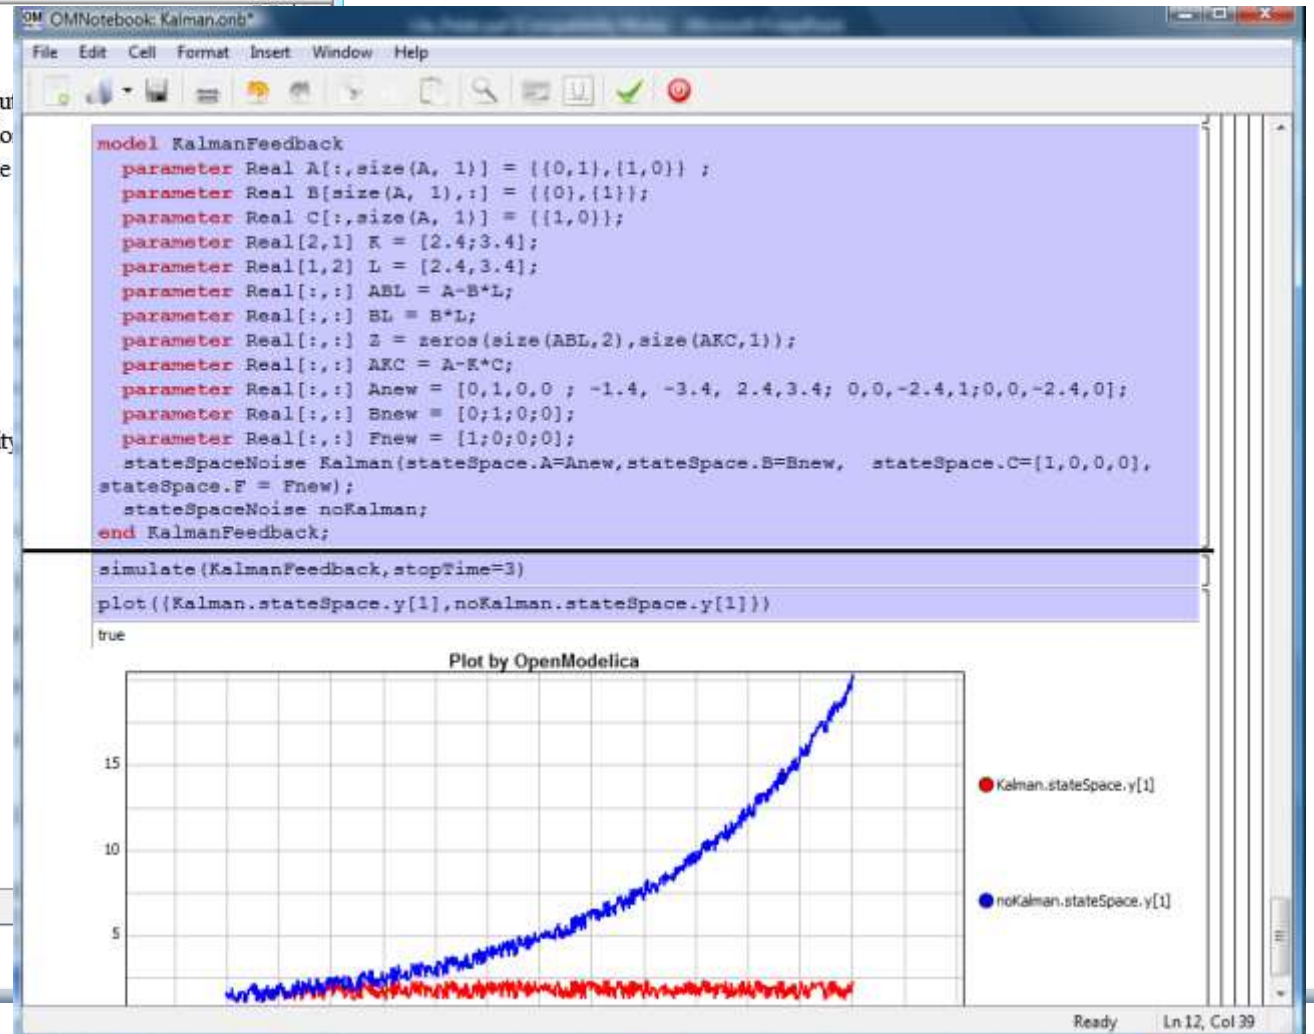 OMNotebook: Kalman.onb*
File Edit Cell Format Insert Window Help
model KalmanFeedback
parameter Real A[:,size(A, 1)] = {{0,1},{1,0}} ;
parameter Real B[size(A, 1),:] = {{0},{1}};
parameter Real C[:,size(A, 1)] = {{1,0}};
parameter Real[2,1] K = [2.4;3.4];
parameter Real[1,2] L = [2.4,3.4];
parameter Real[:,:] ABL = A-B*L;
parameter Real[:,:] BL = B*L;
parameter Real[:,:] Z = zeros(size(ABL,2),size(AKC,1));
parameter Real[:,:] AKC = A-K*C;
parameter Real[:,:] Anew = [0,1,0,0 ; -1.4, -3.4, 2.4,3.4; 0,0,-2.4,1;0,0,-2.4,0];
parameter Real[:,:] Bnew = [0;1;0;0];
parameter Real[:,:] Fnew = [1;0;0;0];
stateSpaceNoise Kalman(stateSpace.A=Anew,stateSpace.B=Bnew, stateSpace.C=[1,0,0,0],
stateSpace.F = Fnew);
stateSpaceNoise noKalman;
end KalmanFeedback;
simulate(KalmanFeedback,stopTime=3)
plot({Kalman.stateSpace.y[1],noKalman.stateSpace.y[1]})
true
Plot by OpenModelica
15
10
5
Kalman.stateSpace.y[1]
noKalman.stateSpace.y[1]
Ready Ln 12, Col 39